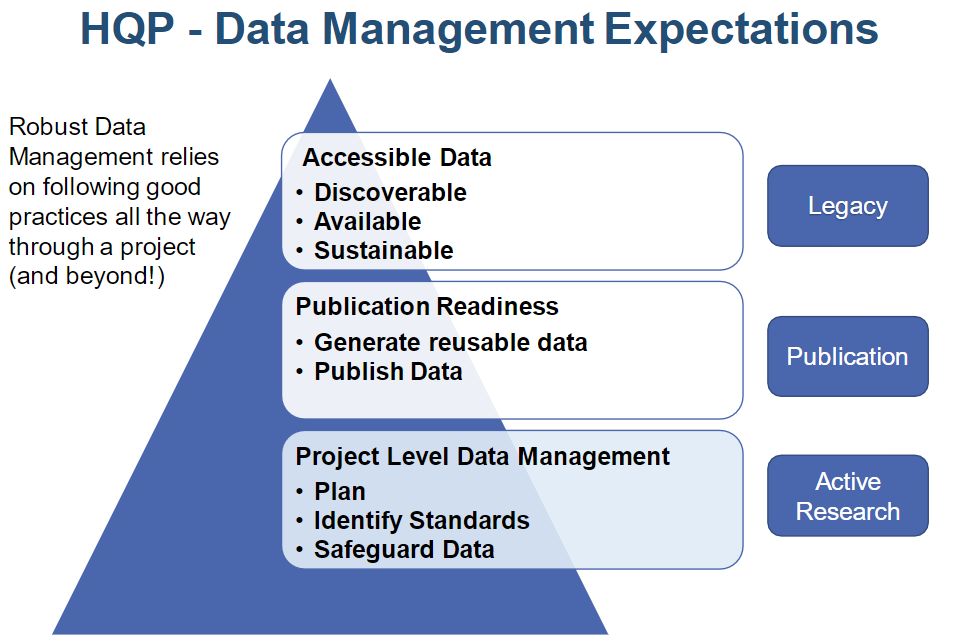 HQP - Data Management Expectations
Robust Data
Management relies
on following good
practices all the way
through a project
(and beyond!)
Accessible Data
• Discoverable
• Available
• Sustainable
Legacy
Publication Readiness
• Generate reusable data
• Publish Data
Publication
Project Level Data Management
• Plan
• Identify Standards
• Safeguard Data
Active
Research